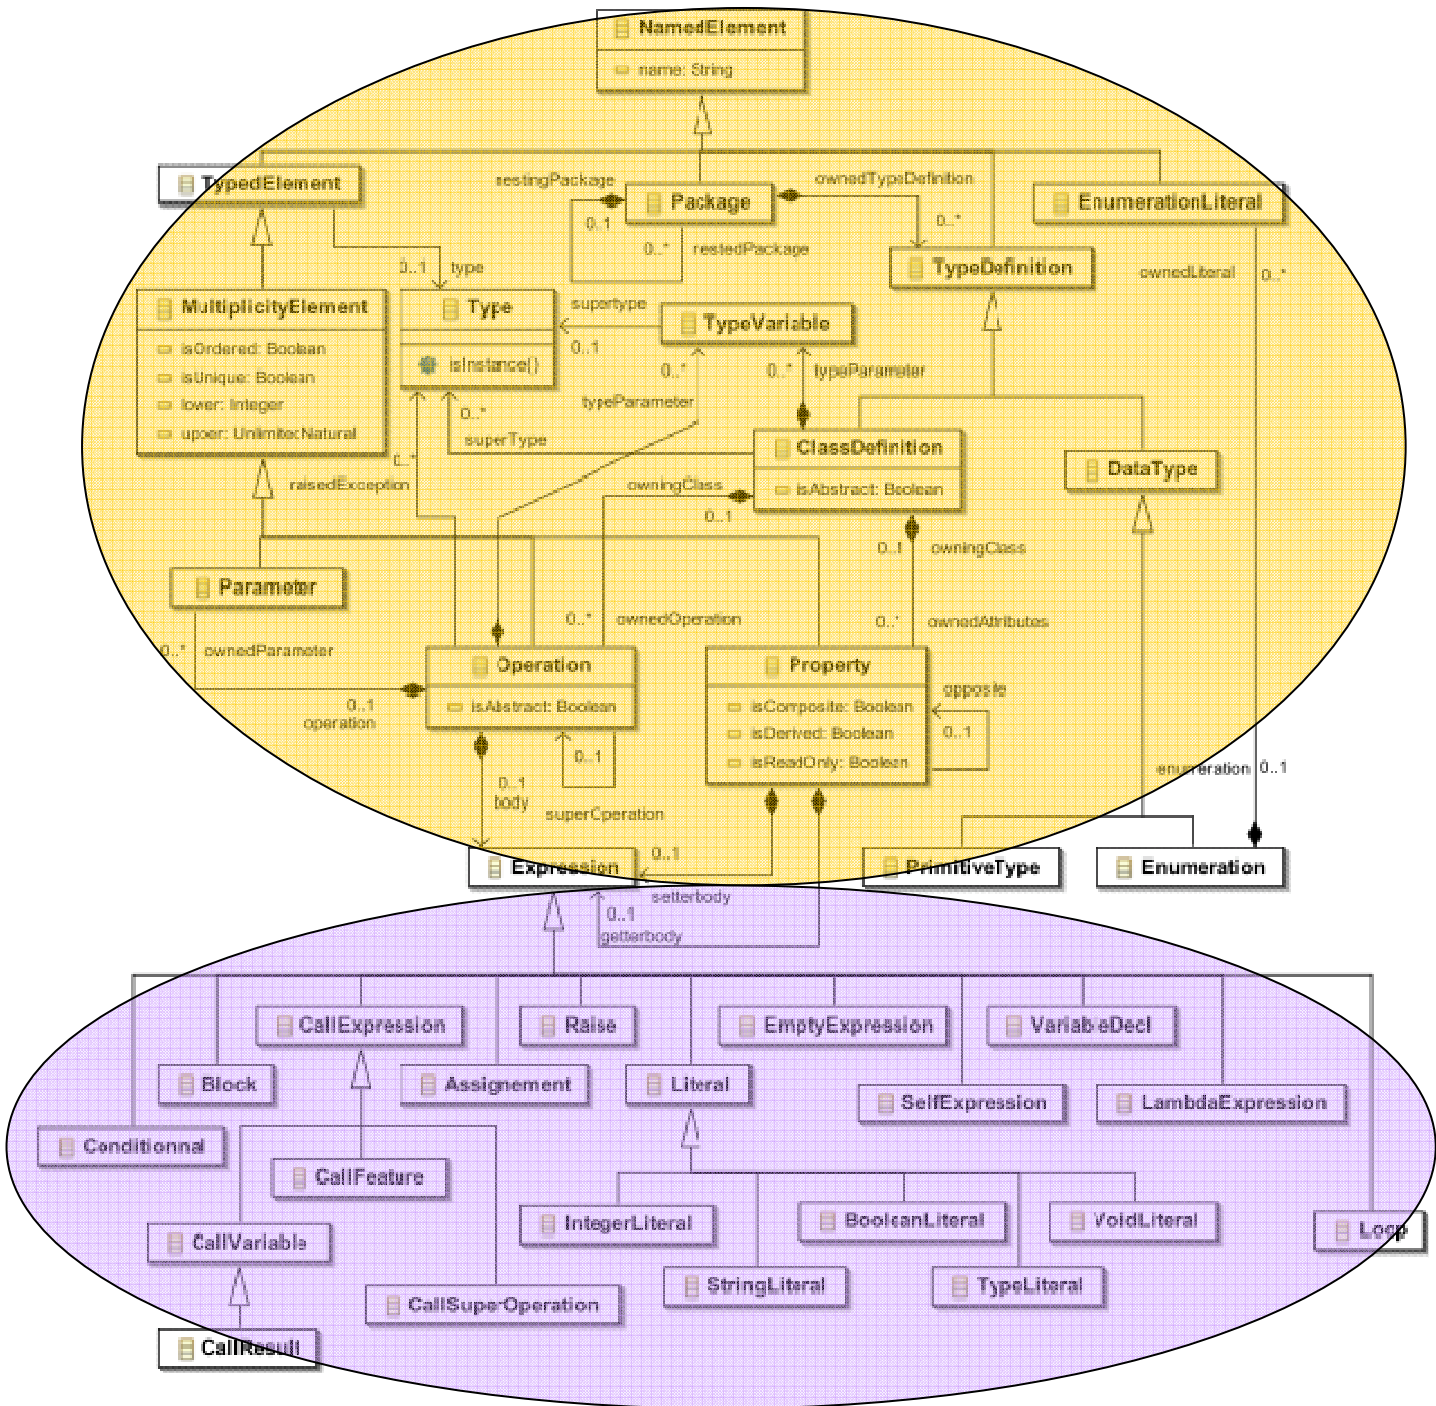 NamedElement
name: String
TypedElement
nestingPackage
ownedTypeDefinition
Package
EnumerationLiteral
0..1
0..*
0..*
nestedPackage
TypeDefinition
ownedLiteral
0..*
0..1
type
MultiplicityElement
Type
supertype
TypeVariable
isOrdered: Boolean
0..1
isInstance()
isUnique: Boolean
0..*
0..*
typeParameter
lower: Integer
typeParameter
upper: UnlimitedNatural
0..*
superType
ClassDefinition
DataType
0..*
raisedException
owningClass
isAbstract: Boolean
0..1
0..1
owningClass
Parameter
0..*
ownedOperation
0..*
ownedAttributes
0..*
ownedParameter
Operation
Property
opposite
0..1
isAbstract: Boolean
isComposite: Boolean
operation
isDerived: Boolean
0..1
0..1
isReadOnly: Boolean
enumeration
0..1
0..1
body
superOperation
0..1
Expression
PrimitiveType
Enumeration
setterbody
0..1
getterbody
CallExpression
Raise
EmptyExpression
VariableDecl
Block
Assignement
Literal
SelfExpression
LambdaExpression
Conditionnal
CallFeature
IntegerLiteral
BooleanLiteral
VoidLiteral
Loop
CallVariable
StringLiteral
TypeLiteral
CallSuperOperation
CallResult